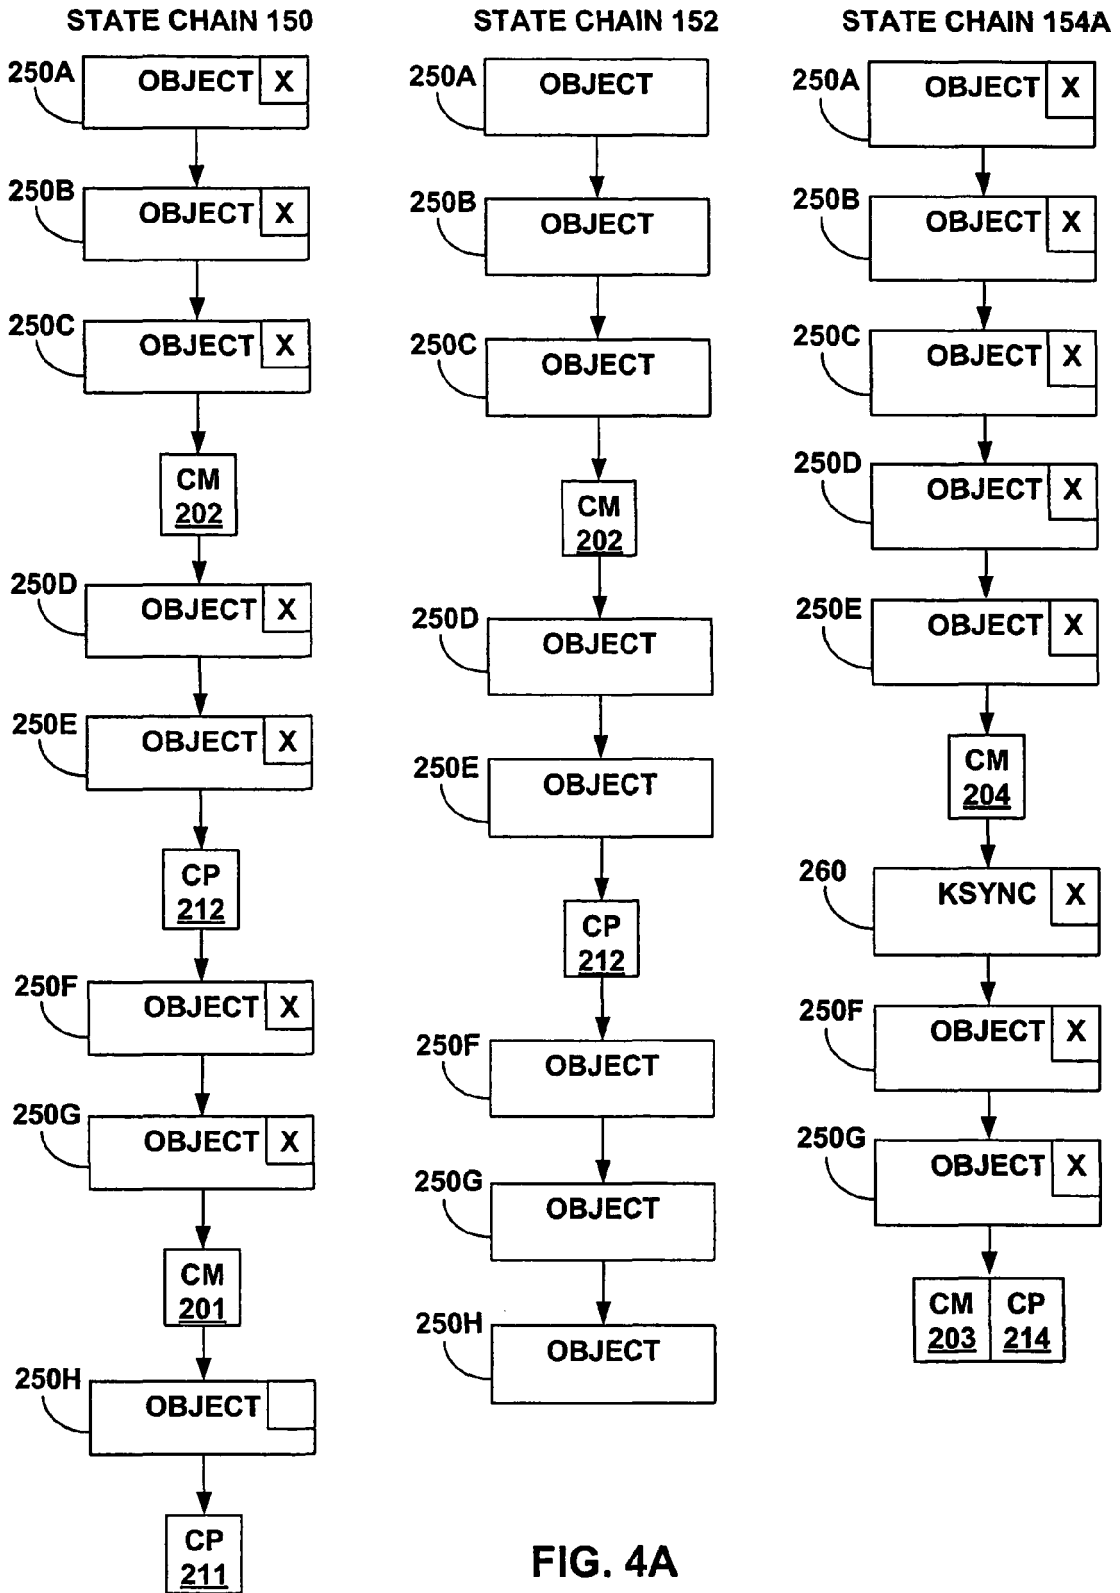 STATE CHAIN 150
250A
OBJECT X
250B
OBJECT X
250C
OBJECT X
CM
202
250D
OBJECT X
250E
OBJECT X
CP
212
250F
OBJECT X
250G
OBJECT X
CM
201
250H
OBJECT
CP
211
STATE CHAIN 152
250A
OBJECT
250B
OBJECT
250C
OBJECT
CM
202
250D
OBJECT
250E
OBJECT
CP
212
250F
OBJECT
250G
OBJECT
250H
OBJECT
STATE CHAIN 154A
250A
OBJECT X
250B
OBJECT X
250C
OBJECT X
250D
OBJECT X
250E
OBJECT X
CM
204
260
KSYNC X
250F
OBJECT X
250G
OBJECT X
CM CP
203 214
FIG. 4A